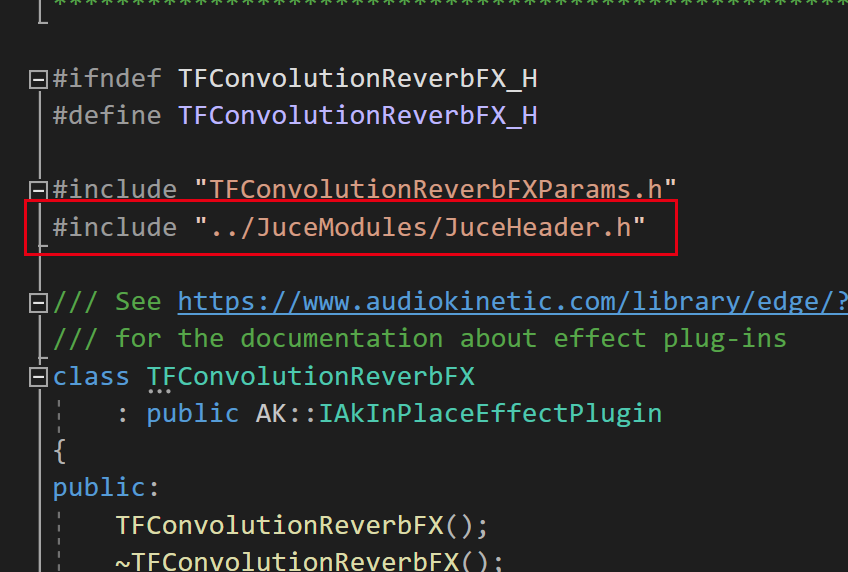 ****************************************************
#ifndef TFConvolutionReverbFX_H
#define TFConvolutionReverbFX_H
#include "TFConvolutionReverbFXParams.h"
#include "../JuceModules/JuceHeader.h"
/// See https://www.audiokinetic.com/library/edge/?
/// for the documentation about effect plug-ins
class TFConvolutionReverbFX
: public AK::IAkInPlaceEffectPlugin
{
public:
TFConvolutionReverbFX();
~TFConvolutionReverbFX();